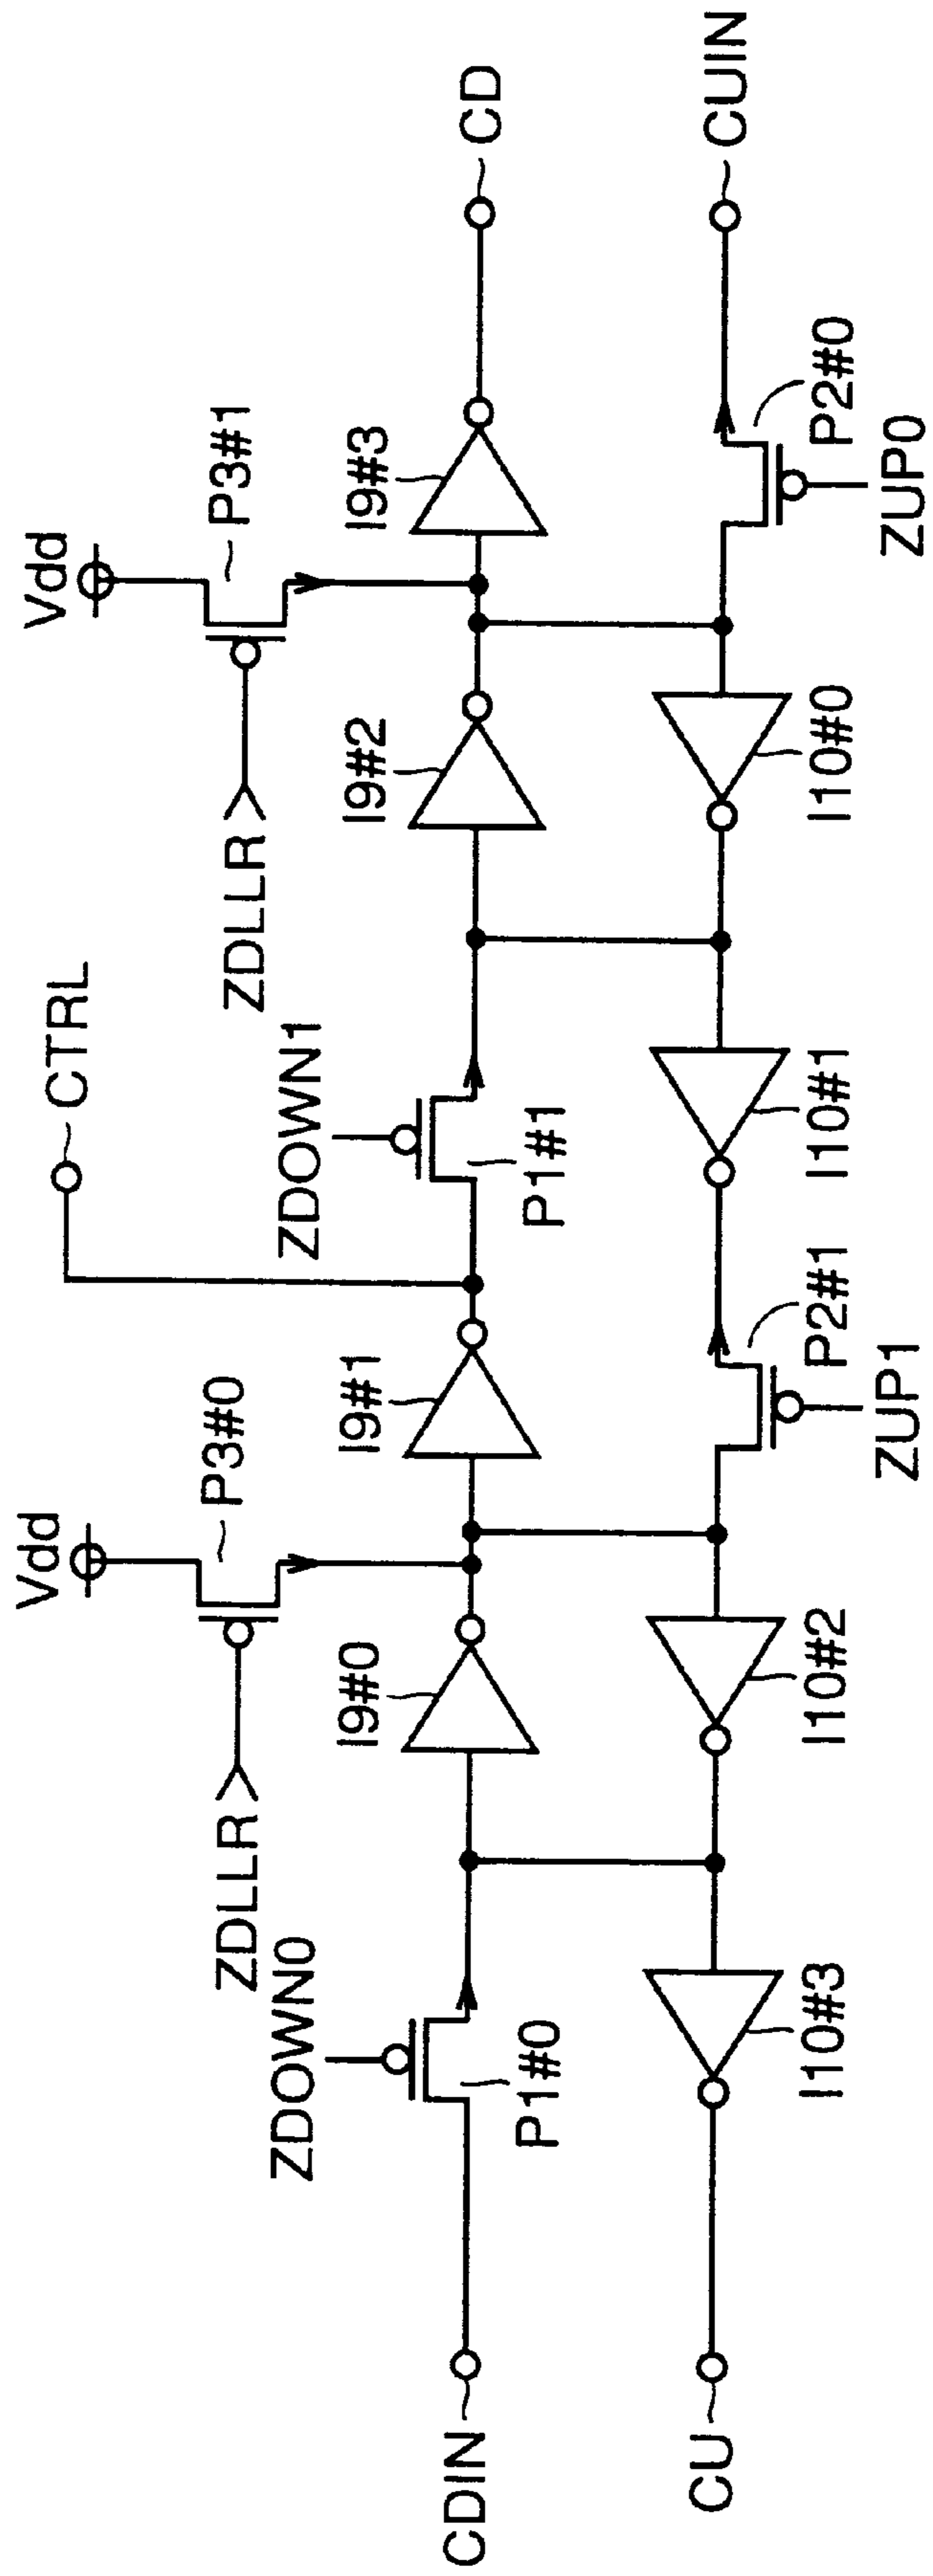 Vdd
Vdd
CTRL
P3#0
P3#1
ZDLLR
ZDLLR
ZDOWN0
ZDOWN1
I9#0
I9#1
I9#2
I9#3
CDIN
P1#0
P1#1
CD
CU
CUIN
I10#3
I10#2
P2#1
I10#1
I10#0
P2#0
ZUP1
ZUP0